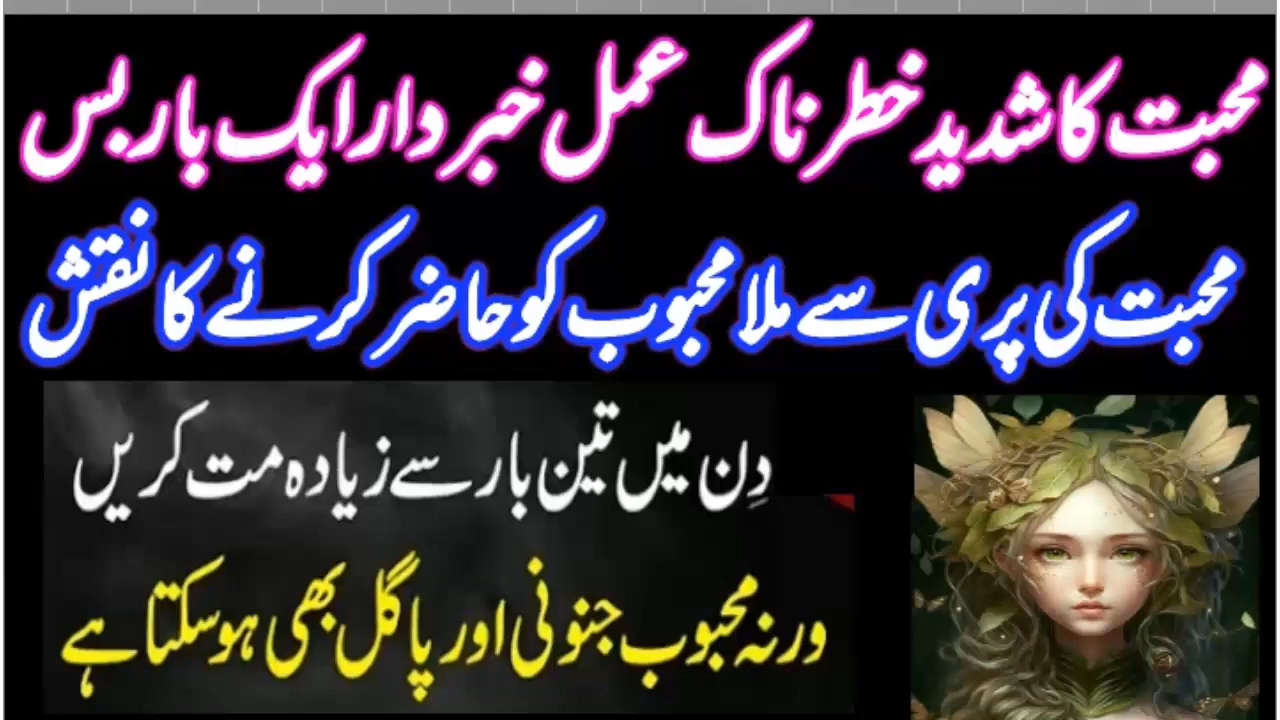 محبت کا شدید خطرناک عمل خبردار ایک بار بس
محبت کی پری سے ملا محبوب کو حاضر کرنے کا نقش
دِن میں تین بار سے زیادہ مت کریں
ورنہ محبوب جنونی اور پاگل بھی ہو سکتا ہے